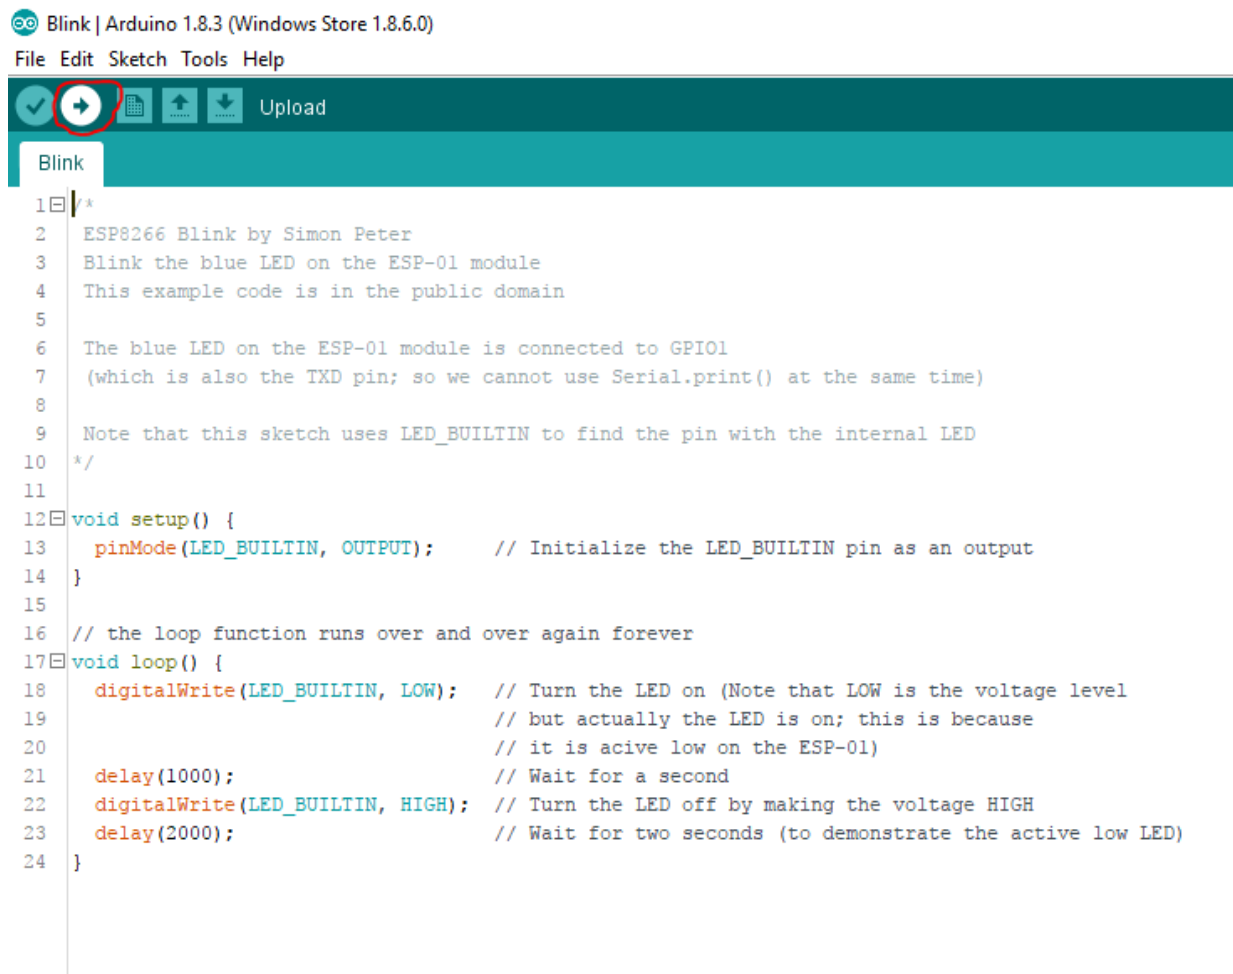 Blink | Arduino 1.8.3 (Windows Store 1.8.6.0)
File Edit Sketch Tools Help
Upload
Blink
1 /*
2 ESP8266 Blink by Simon Peter
3 Blink the blue LED on the ESP-01 module
4 This example code is in the public domain
5
6 The blue LED on the ESP-01 module is connected to GPIO1
7 (which is also the TXD pin; so we cannot use Serial.print() at the same time)
8
9 Note that this sketch uses LED_BUILTIN to find the pin with the internal LED
10 */
11
12 void setup() {
13 pinMode(LED_BUILTIN, OUTPUT); // Initialize the LED_BUILTIN pin as an output
14 }
15
16 // the loop function runs over and over again forever
17 void loop() {
18 digitalWrite(LED_BUILTIN, LOW); // Turn the LED on (Note that LOW is the voltage level
19 // but actually the LED is on; this is because
20 // it is acive low on the ESP-01)
21 delay(1000); // Wait for a second
22 digitalWrite(LED_BUILTIN, HIGH); // Turn the LED off by making the voltage HIGH
23 delay(2000); // Wait for two seconds (to demonstrate the active low LED)
24 }